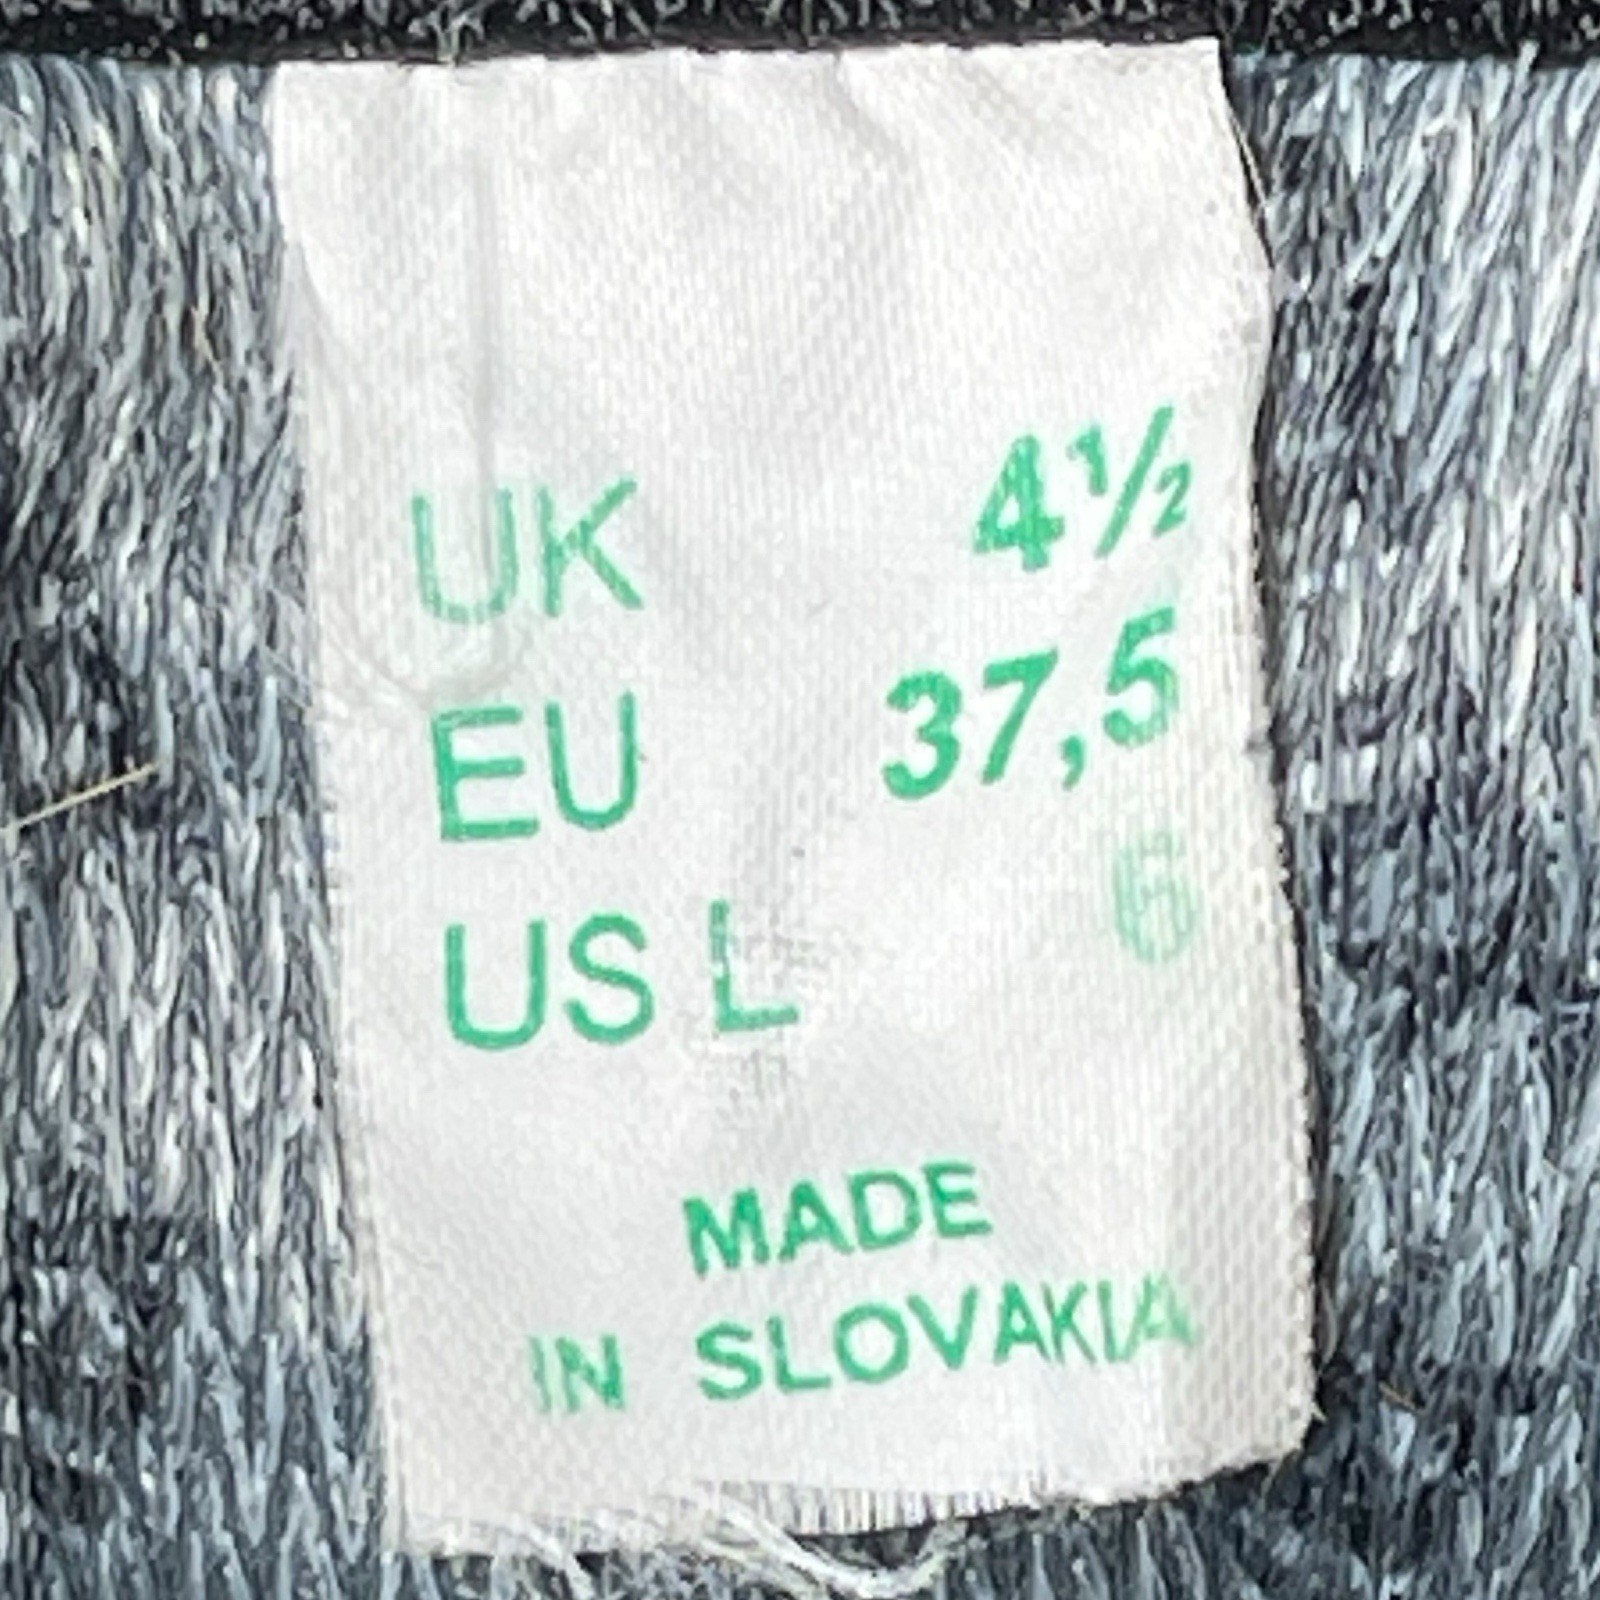 UK 4½
EU 37,5
US L 6
MADE
IN SLOVAKIA